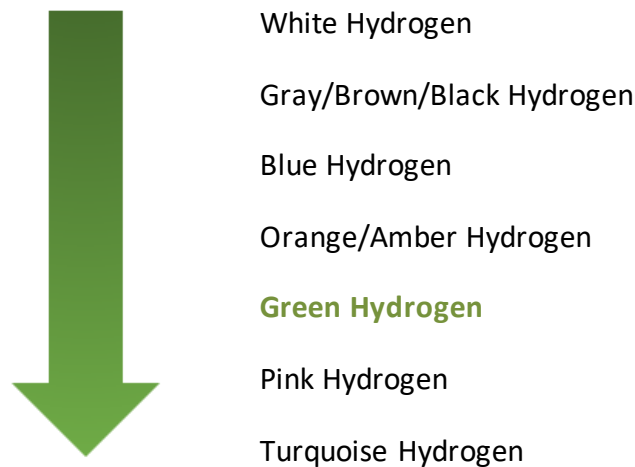 White Hydrogen
Gray/Brown/Black Hydrogen
Blue Hydrogen
Orange/Amber Hydrogen
Green Hydrogen
Pink Hydrogen
Turquoise Hydrogen